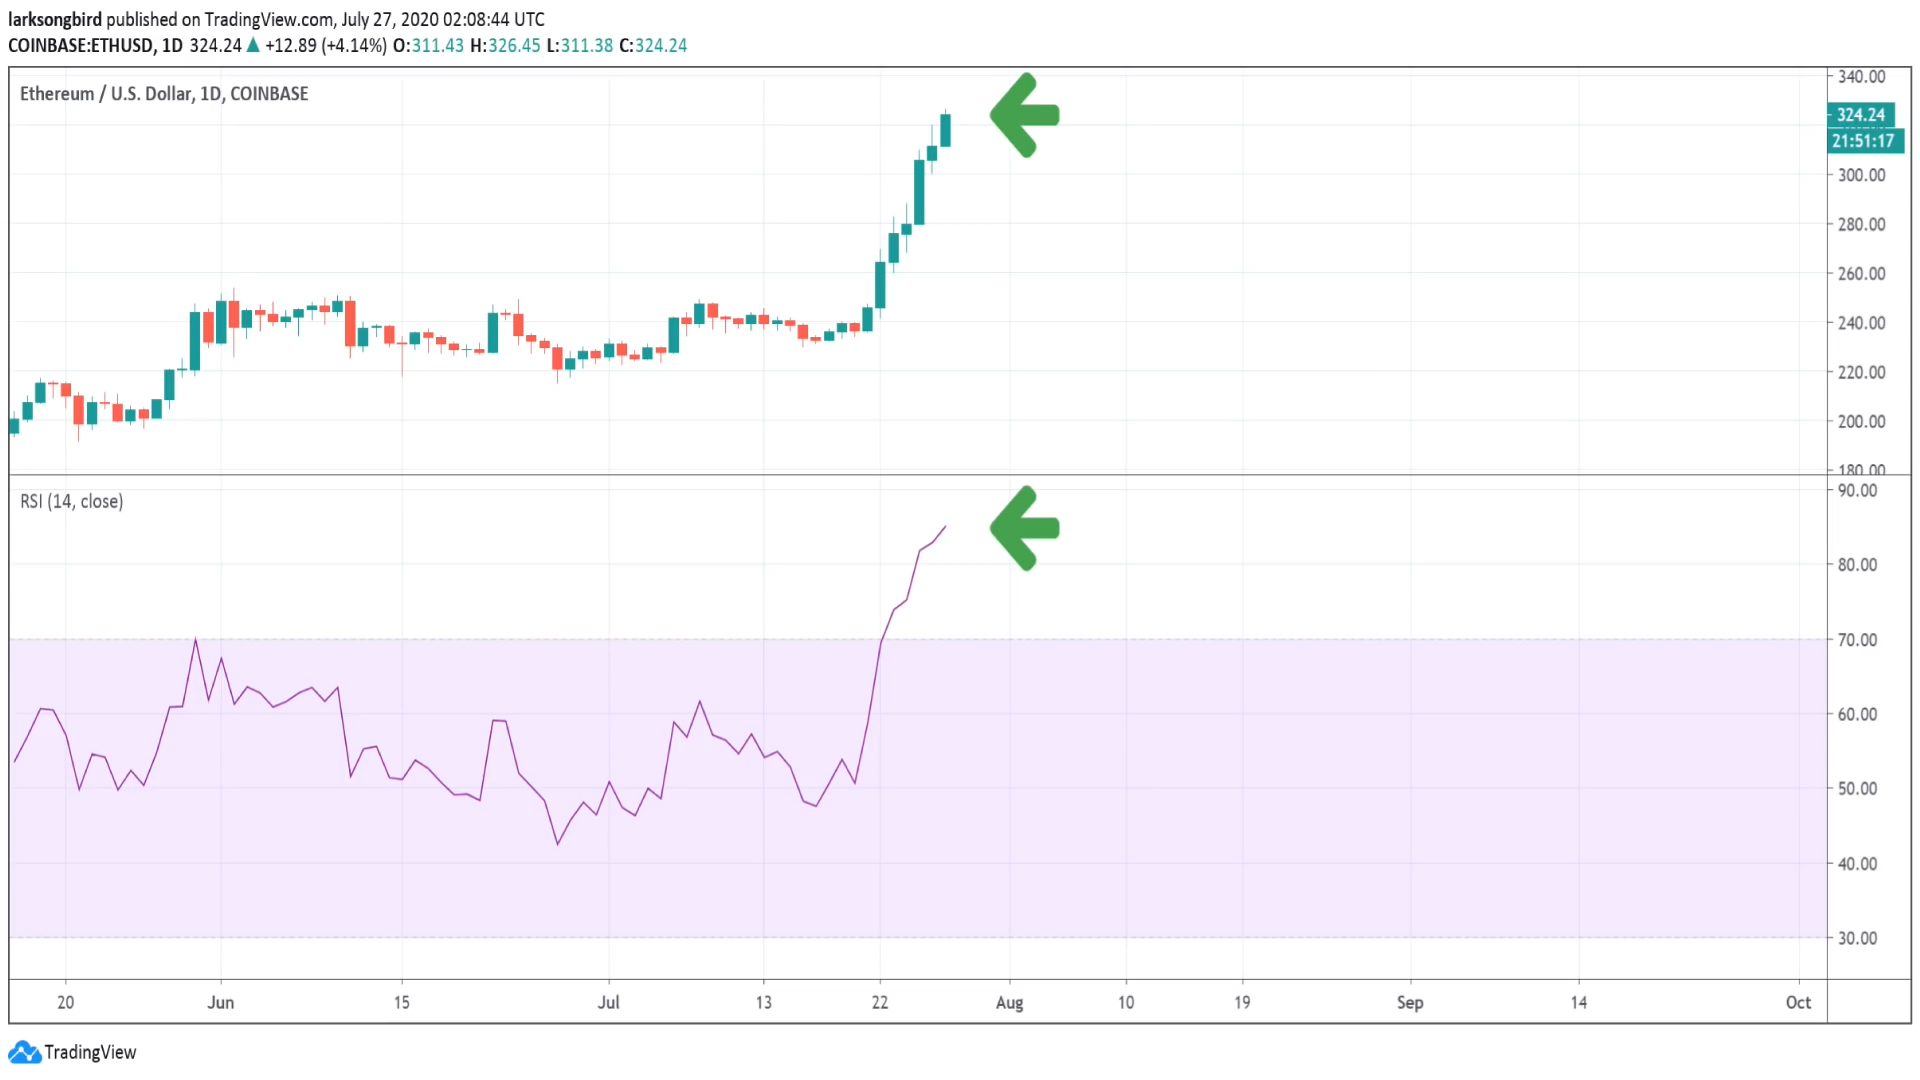 larksongbird published on TradingView.com, July 27, 2020 02:08:44 UTC
COINBASE:ETHUSD, 1D 324.24 ▲ +12.89 (+4.14%) O:311.43 H:326.45 L:311.38 C:324.24
Ethereum / U.S. Dollar, 1D, COINBASE
340.00
324.24
21:51:17
300.00
280.00
260.00
240.00
220.00
200.00
180.00
RSI (14, close)
90.00
80.00
70.00
60.00
50.00
40.00
30.00
20 Jun 15 Jul 13 22 Aug 10 19 Sep 14 Oct
TradingView